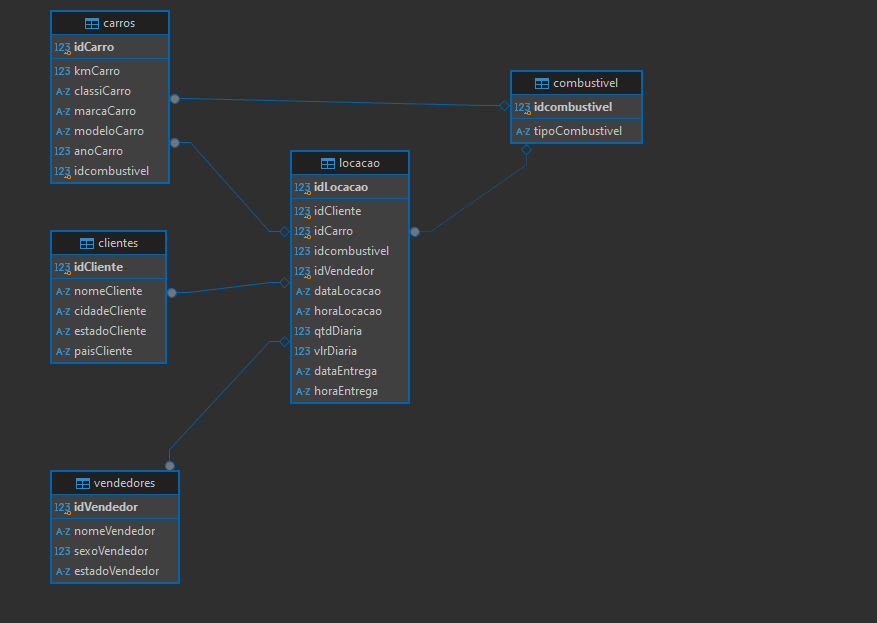 carros
123 idCarro
123 kmCarro
A-Z classiCarro
A-Z marcaCarro
A-Z modeloCarro
123 anoCarro
123 idcombustivel
combustivel
123 idcombustivel
A-Z tipoCombustivel
locacao
123 idLocacao
123 idCliente
123 idCarro
123 idcombustivel
123 idVendedor
A-Z dataLocacao
A-Z horaLocacao
123 qtdDiaria
123 vlrDiaria
A-Z dataEntrega
A-Z horaEntrega
clientes
123 idCliente
A-Z nomeCliente
A-Z cidadeCliente
A-Z estadoCliente
A-Z paisCliente
vendedores
123 idVendedor
A-Z nomeVendedor
123 sexoVendedor
A-Z estadoVendedor